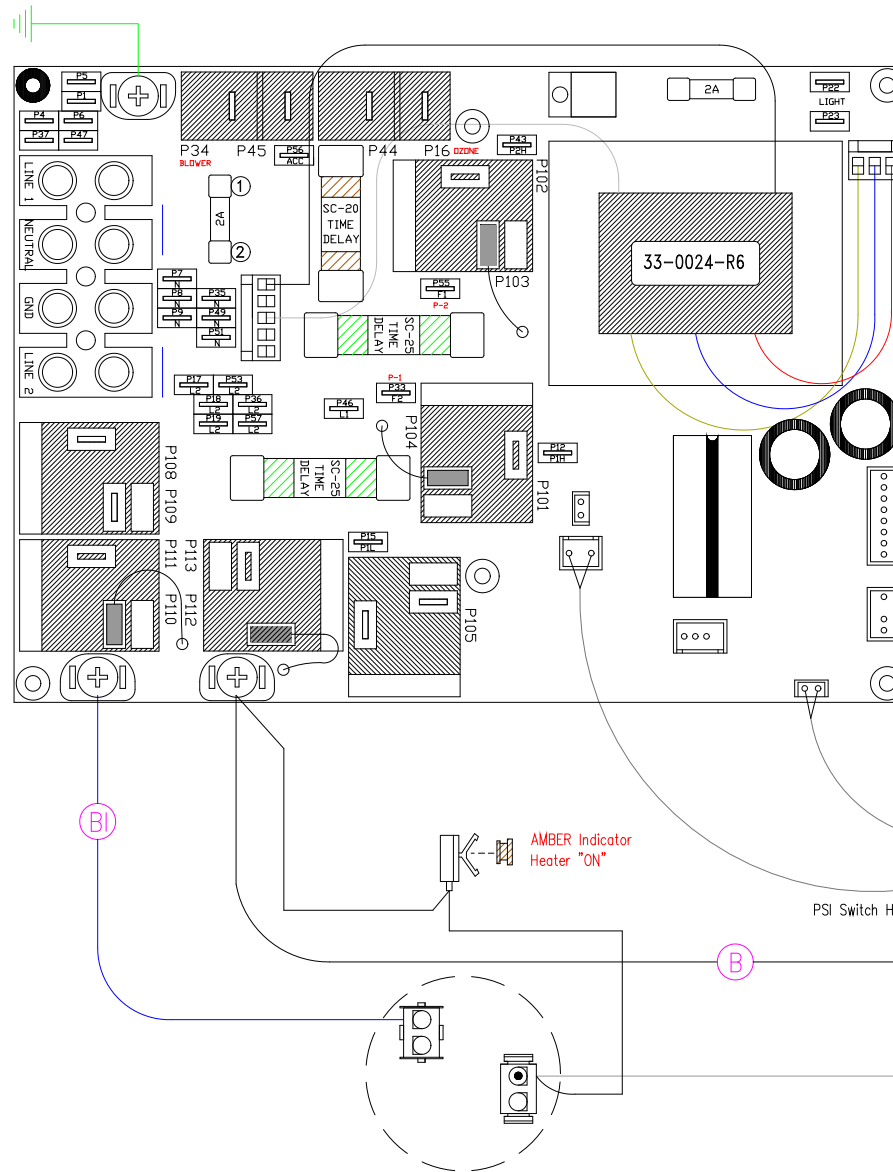 P5
P1
P4
P6
P37
P47
P34
P45
P44
P16
BLOWER
OZONE
P56
ACC
P43
P2H
P102
2A
P22
LIGHT
P23
LINE 1
NEUTRAL
GND
LINE 2
1
2A
2
SC-20
TIME
DELAY
P103
33-0024-R6
P7
N
P8
N
P35
N
P9
N
P49
N
P51
N
P55
F1
P-2
SC-25
TIME
DELAY
P17
L2
P53
L2
P18
L2
P36
L2
P19
L2
P57
L2
P-1
P33
F2
P46
L1
P104
P101
P12
P1H
P108
P109
SC-25
TIME
DELAY
P15
P1L
P111
P110
P113
P112
P105
B1
AMBER Indicator
Heater "ON"
PSI Switch H
B